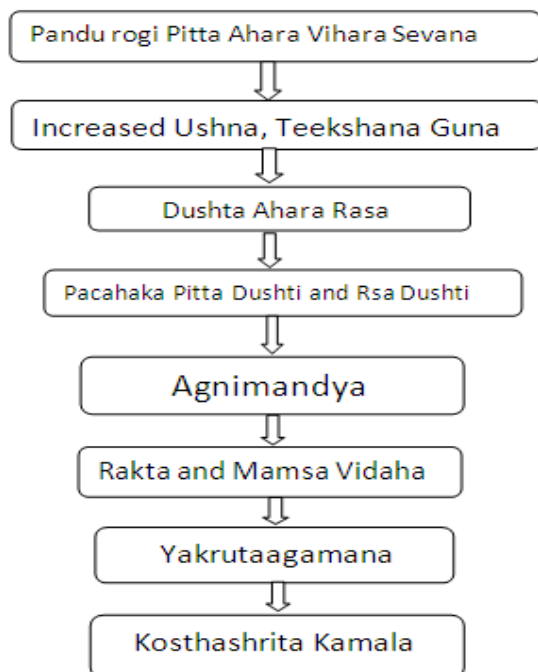 Pandu rogi Pitta Ahara Vihara Sevana
Increased Ushna, Teekshana Guna
Dushta Ahara Rasa
Pacahaka Pitta Dushti and Rsa Dushti
Agnimandya
Rakta and Mamsa Vidaha
Yakrutaagamana
Kosthashrita Kamala